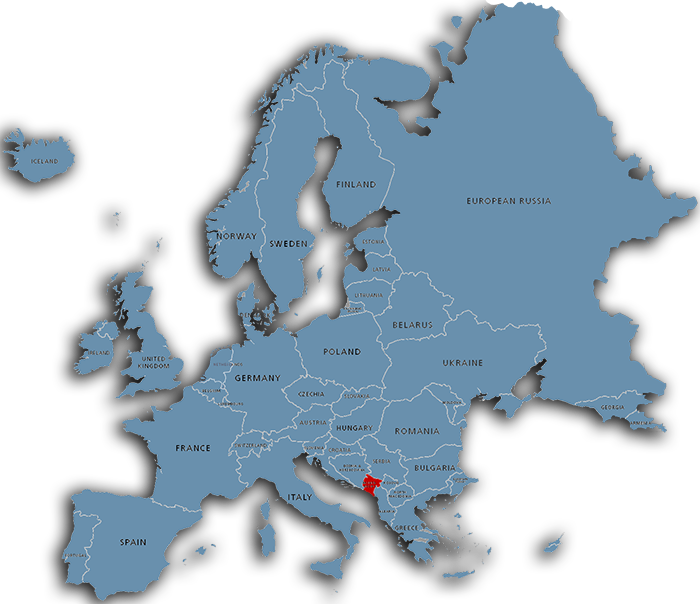 ICELAND
FINLAND
EUROPEAN RUSSIA
NORWAY
SWEDEN
ESTONIA
LATVIA
LITHUANIA
BELARUS
IRELAND
UNITED
KINGDOM
POLAND
UKRAINE
GERMANY
CZECHIA
SLOVAKIA
GEORGIA
ARMENIA
AUSTRIA
HUNGARY
ROMANIA
FRANCE
SWITZERLAND
CROATIA
SERBIA
BULGARIA
ITALY
GREECE
SPAIN